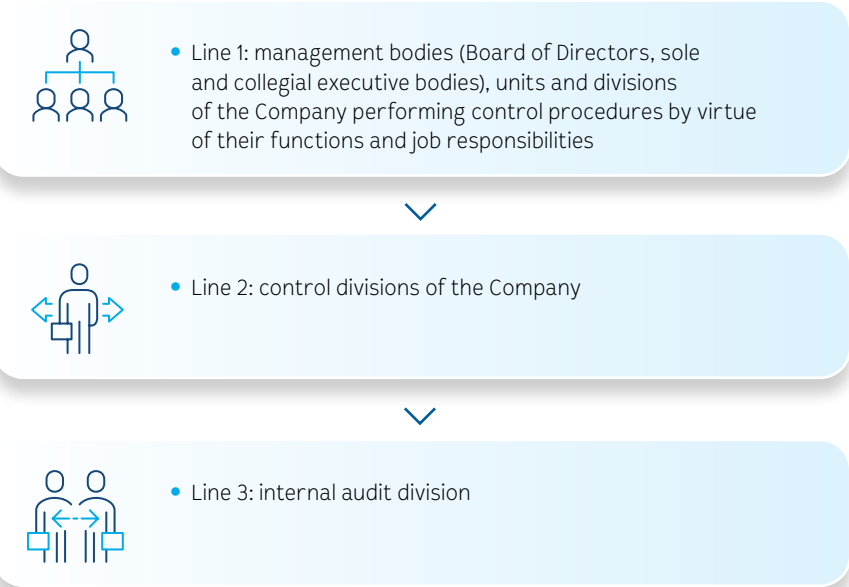 • Line 1: management bodies (Board of Directors, sole
and collegial executive bodies), units and divisions
of the Company performing control procedures by virtue
of their functions and job responsibilities
• Line 2: control divisions of the Company
• Line 3: internal audit division